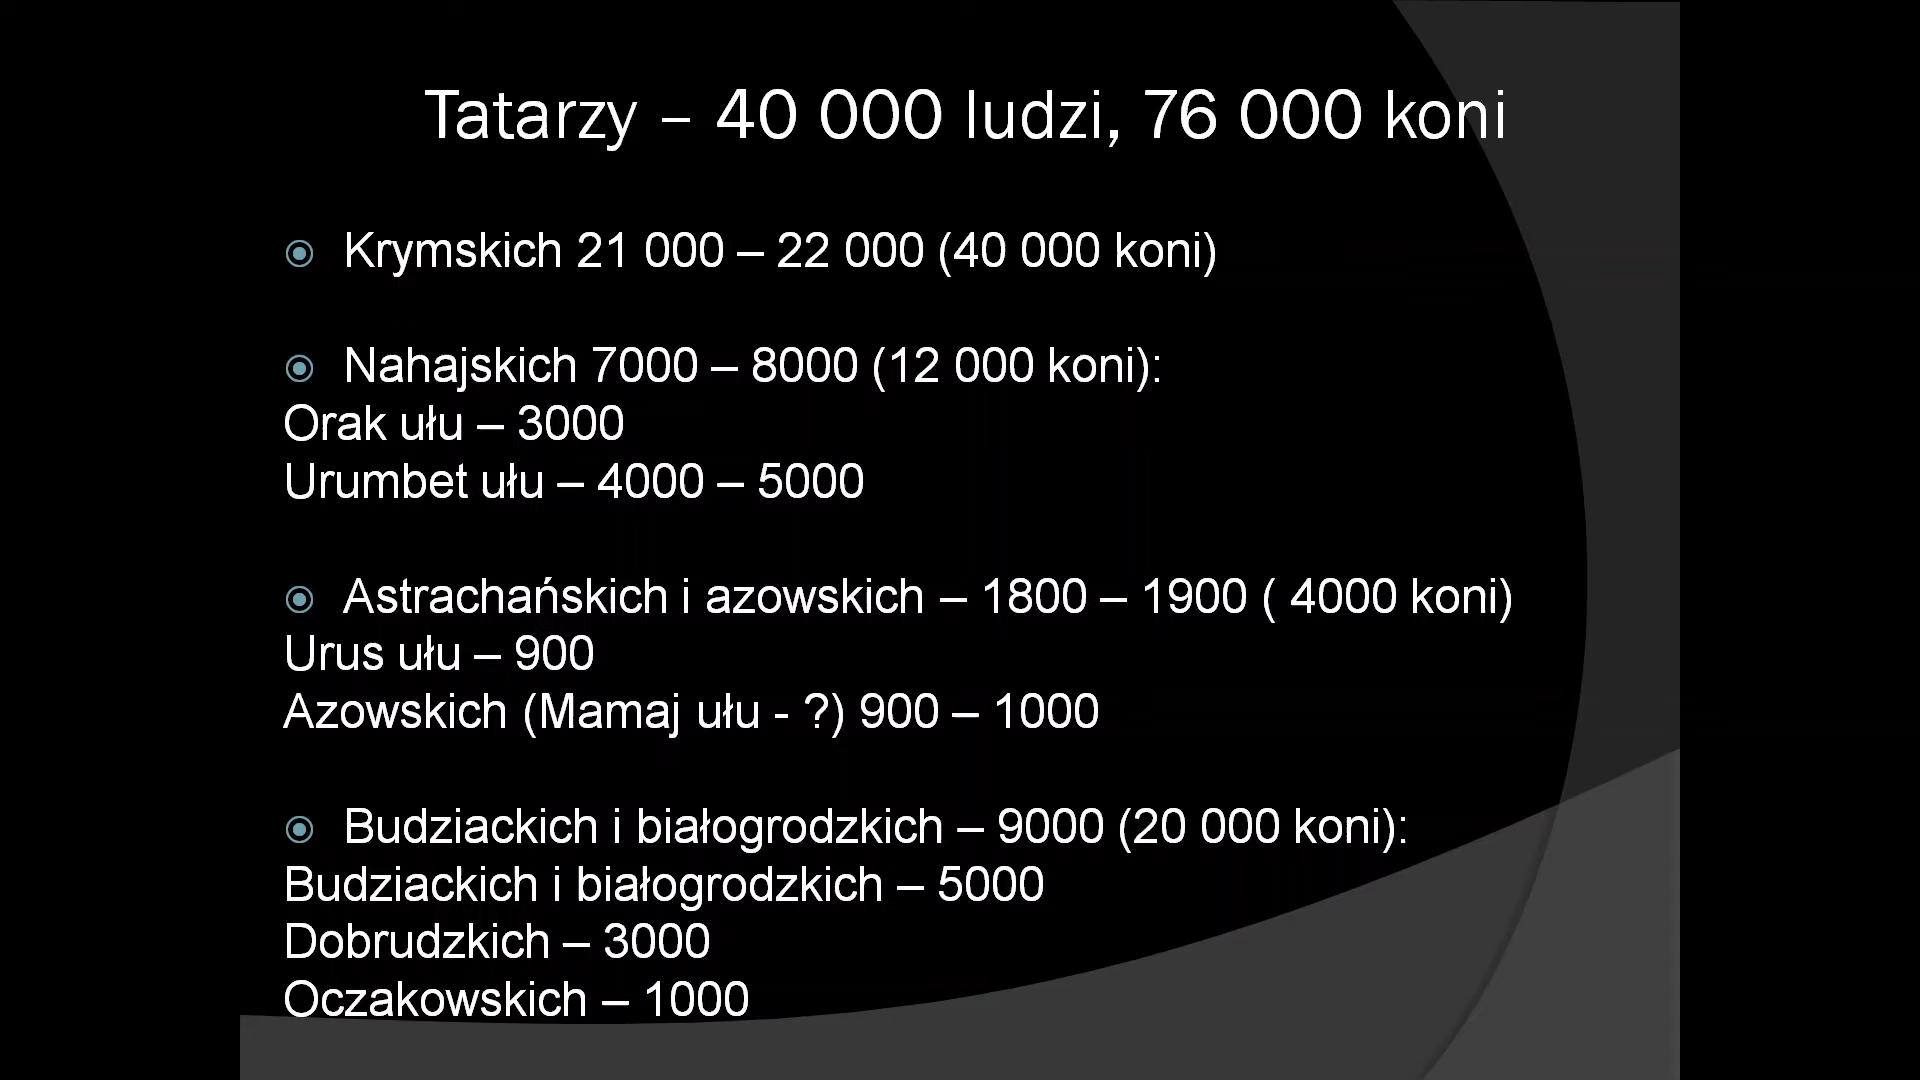 Tatarzy – 40 000 ludzi, 76 000 koni
Krymskich 21 000 – 22 000 (40 000 koni)
Nahajskich 7000 – 8000 (12 000 koni):
Orak ułu – 3000
Urumbet ułu – 4000 – 5000
Astrachańskich i azowskich – 1800 – 1900 ( 4000 koni)
Urus ułu – 900
Azowskich (Mamaj ułu - ?) 900 – 1000
Budziackich i białogrodzkich – 9000 (20 000 koni):
Budziackich i białogrodzkich – 5000
Dobrudzkich – 3000
Oczakowskich – 1000